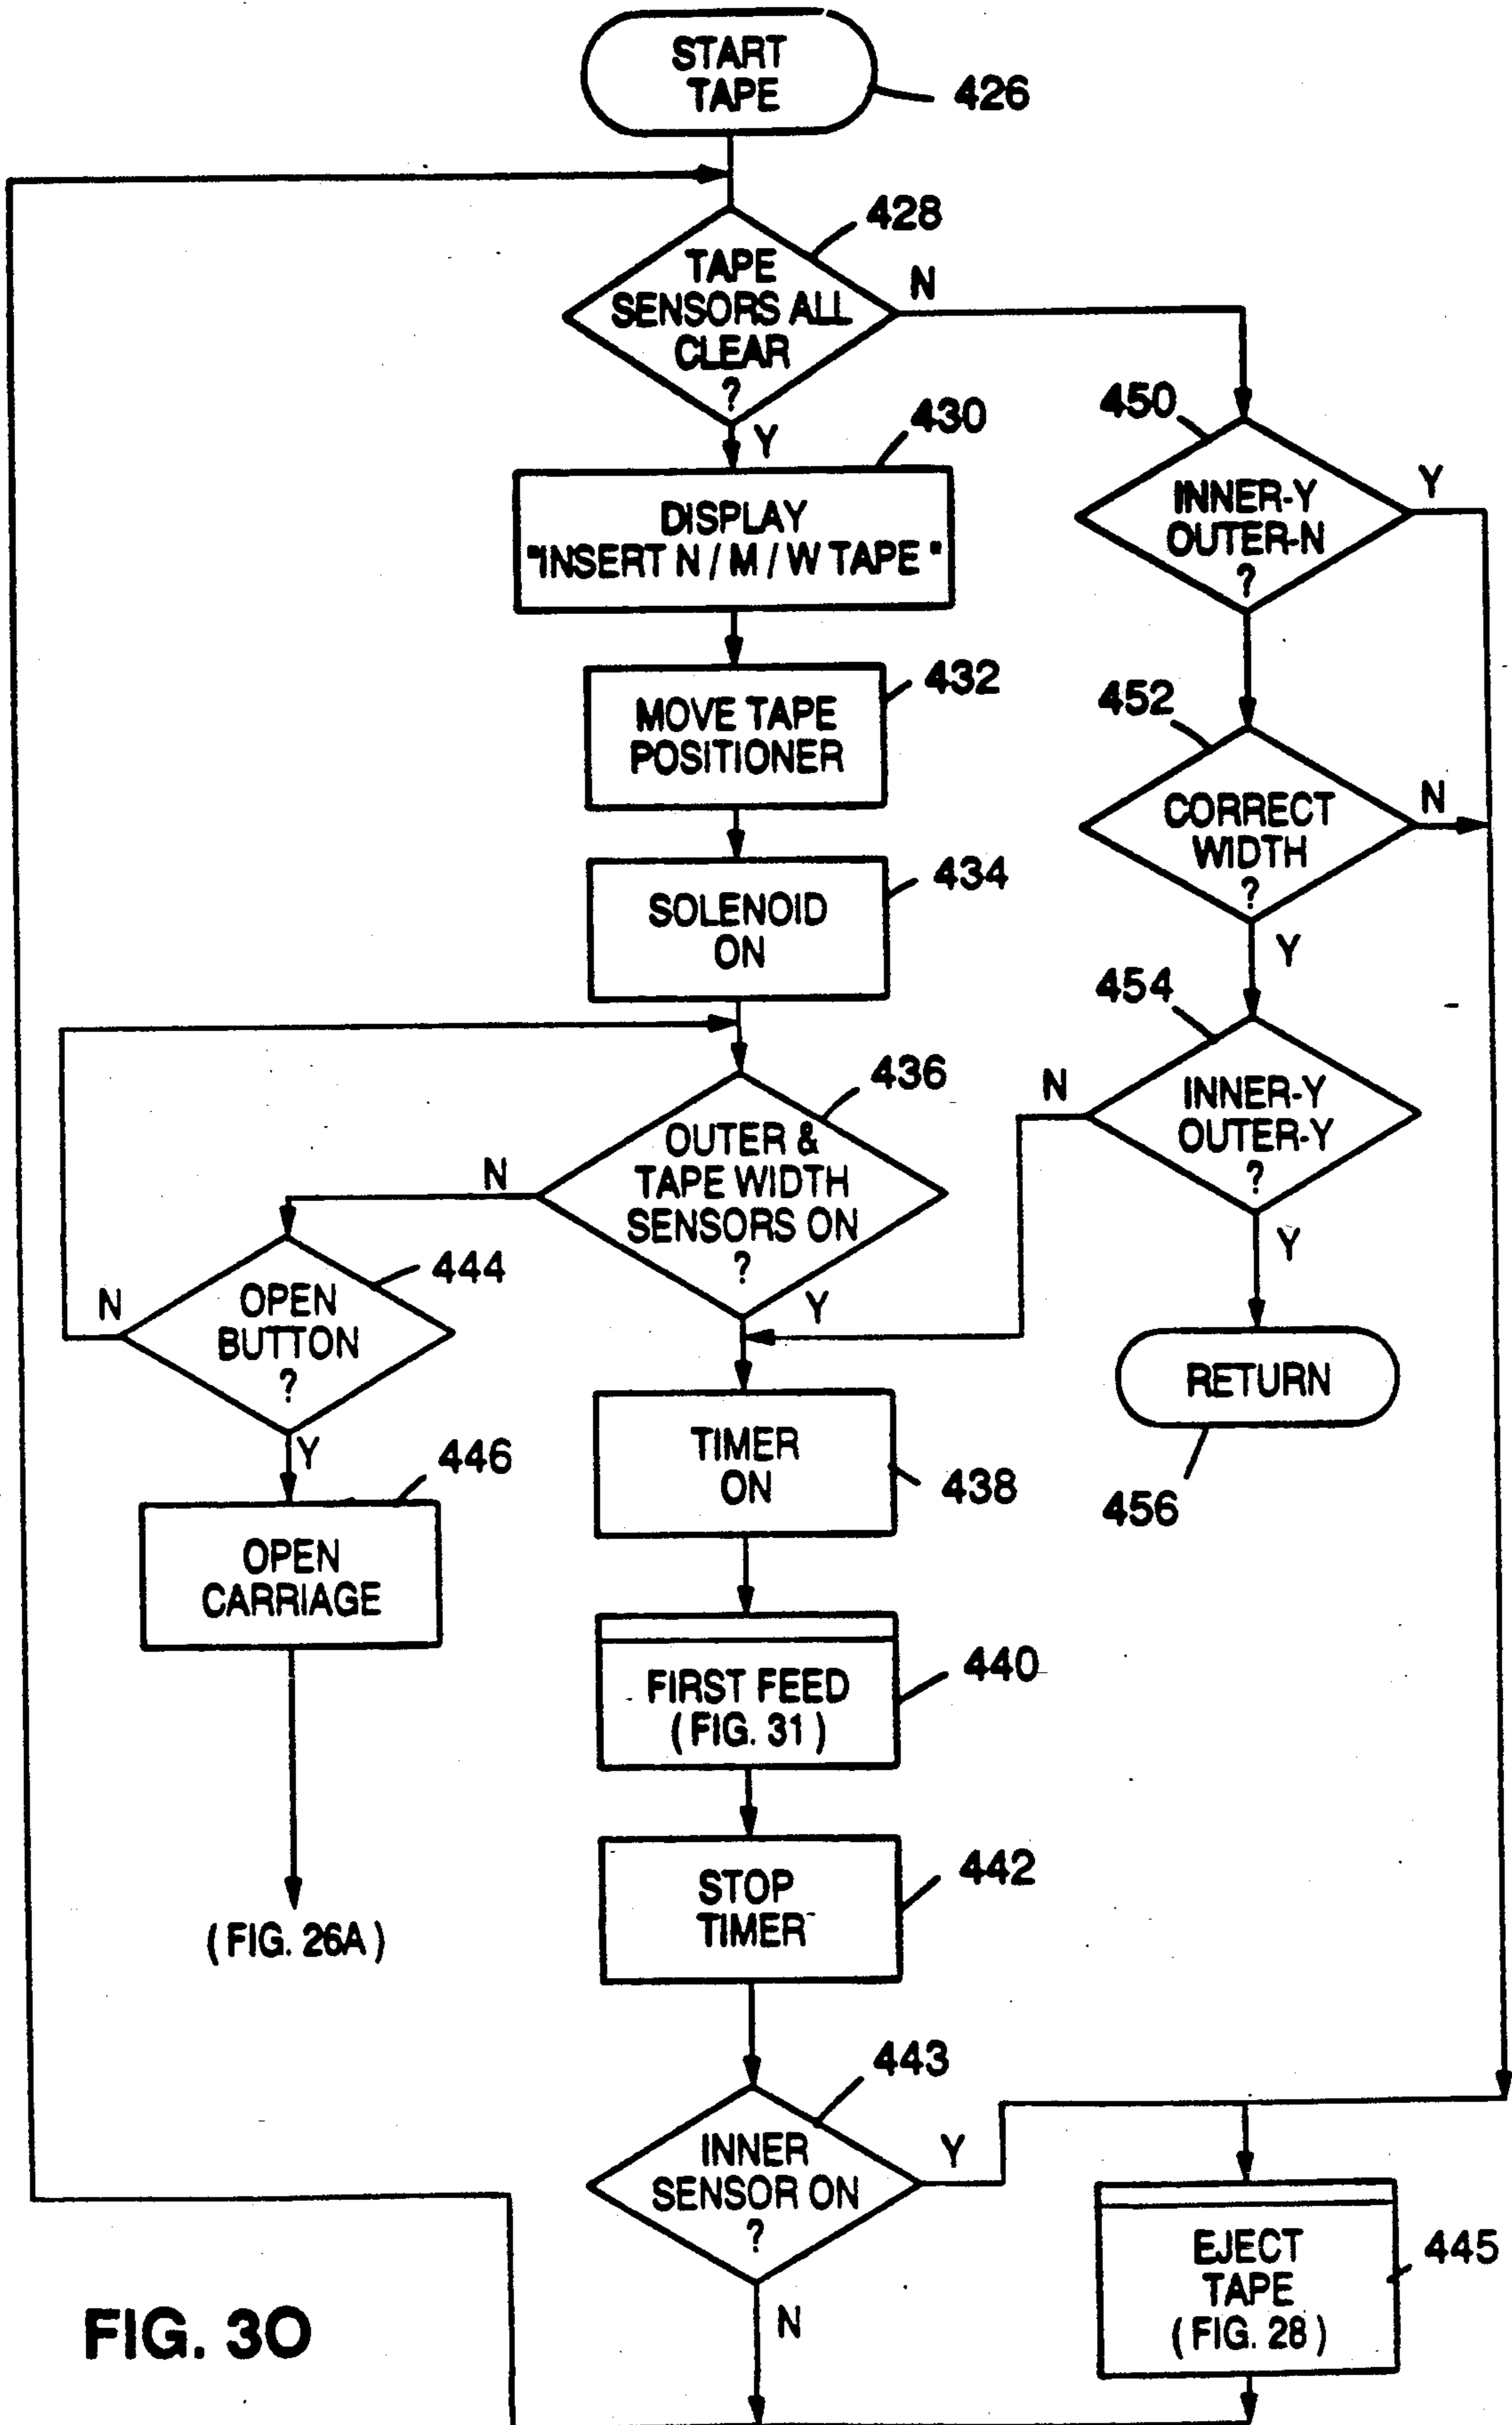 START
TAPE
426
428
TAPE
SENSORS ALL
CLEAR
?
N
Y
430
DISPLAY
"INSERT N / M / W TAPE "
432
MOVE TAPE
POSITIONER
434
SOLENOID
ON
436
OUTER &
TAPE WIDTH
SENSORS ON
?
N
Y
444
OPEN
BUTTON
?
N
Y
446
OPEN
CARRIAGE
( FIG. 26A )
TIMER
ON
438
FIRST FEED
( FIG. 31 )
440
STOP
TIMER
442
443
INNER
SENSOR ON
?
Y
N
450
INNER-Y
OUTER-N
?
Y
452
CORRECT
WIDTH
?
N
Y
454
INNER-Y
OUTER-Y
?
N
Y
RETURN
456
EJECT
TAPE
( FIG. 28 )
445
FIG. 30